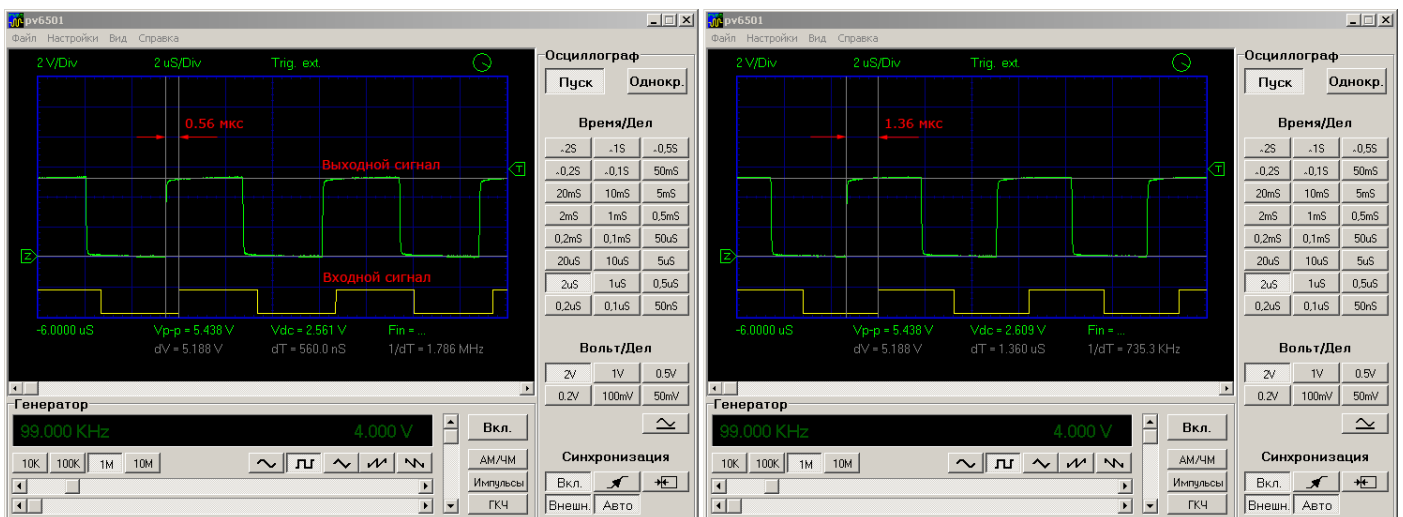 pv6501
Файл Настройки Вид Справка
2 V/Div 2 uS/Div Trig. ext.
0.56 мкс
Выходной сигнал
T
Z
Входной сигнал
-6.0000 uS Vp-p = 5.438 V Vdc = 2.561 V Fin = ...
dV = 5.188 V dT = 560.0 nS 1/dT = 1.786 MHz
Генератор
99.000 KHz 4.000 V
Вкл.
10K 100K 1M 10M
АМ/ЧМ
Импульсы
ГКЧ
Осциллограф
Пуск Однокр.
Время/Дел
~2S ~1S ~0,5S
~0,2S ~0,1S 50mS
20mS 10mS 5mS
2mS 1mS 0,5mS
0,2mS 0,1mS 50uS
20uS 10uS 5uS
2uS 1uS 0,5uS
0,2uS 0,1uS 50nS
Вольт/Дел
2V 1V 0.5V
0.2V 100mV 50mV
Синхронизация
Вкл.
Внешн. Авто
pv6501
Файл Настройки Вид Справка
2 V/Div 2 uS/Div Trig. ext.
1.36 мкс
T
Z
-6.0000 uS Vp-p = 5.438 V Vdc = 2.609 V Fin = ...
dV = 5.188 V dT = 1.360 uS 1/dT = 735.3 KHz
Генератор
99.000 KHz 4.000 V
Вкл.
10K 100K 1M 10M
АМ/ЧМ
Импульсы
ГКЧ
Осциллограф
Пуск Однокр.
Время/Дел
~2S ~1S ~0,5S
~0,2S ~0,1S 50mS
20mS 10mS 5mS
2mS 1mS 0,5mS
0,2mS 0,1mS 50uS
20uS 10uS 5uS
2uS 1uS 0,5uS
0,2uS 0,1uS 50nS
Вольт/Дел
2V 1V 0.5V
0.2V 100mV 50mV
Синхронизация
Вкл.
Внешн. Авто